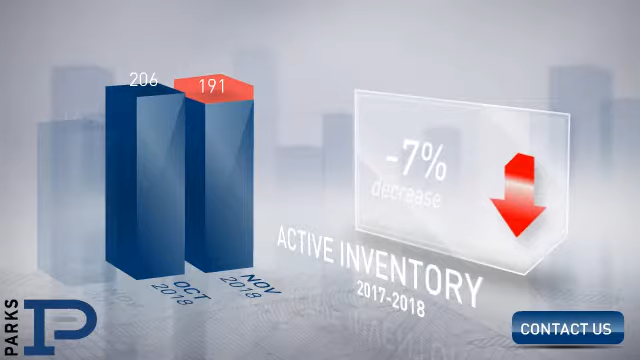 206
191
OCT
2018
NOV
2018
-7%
decrease
ACTIVE INVENTORY
2017-2018
PARKS
P
CONTACT US